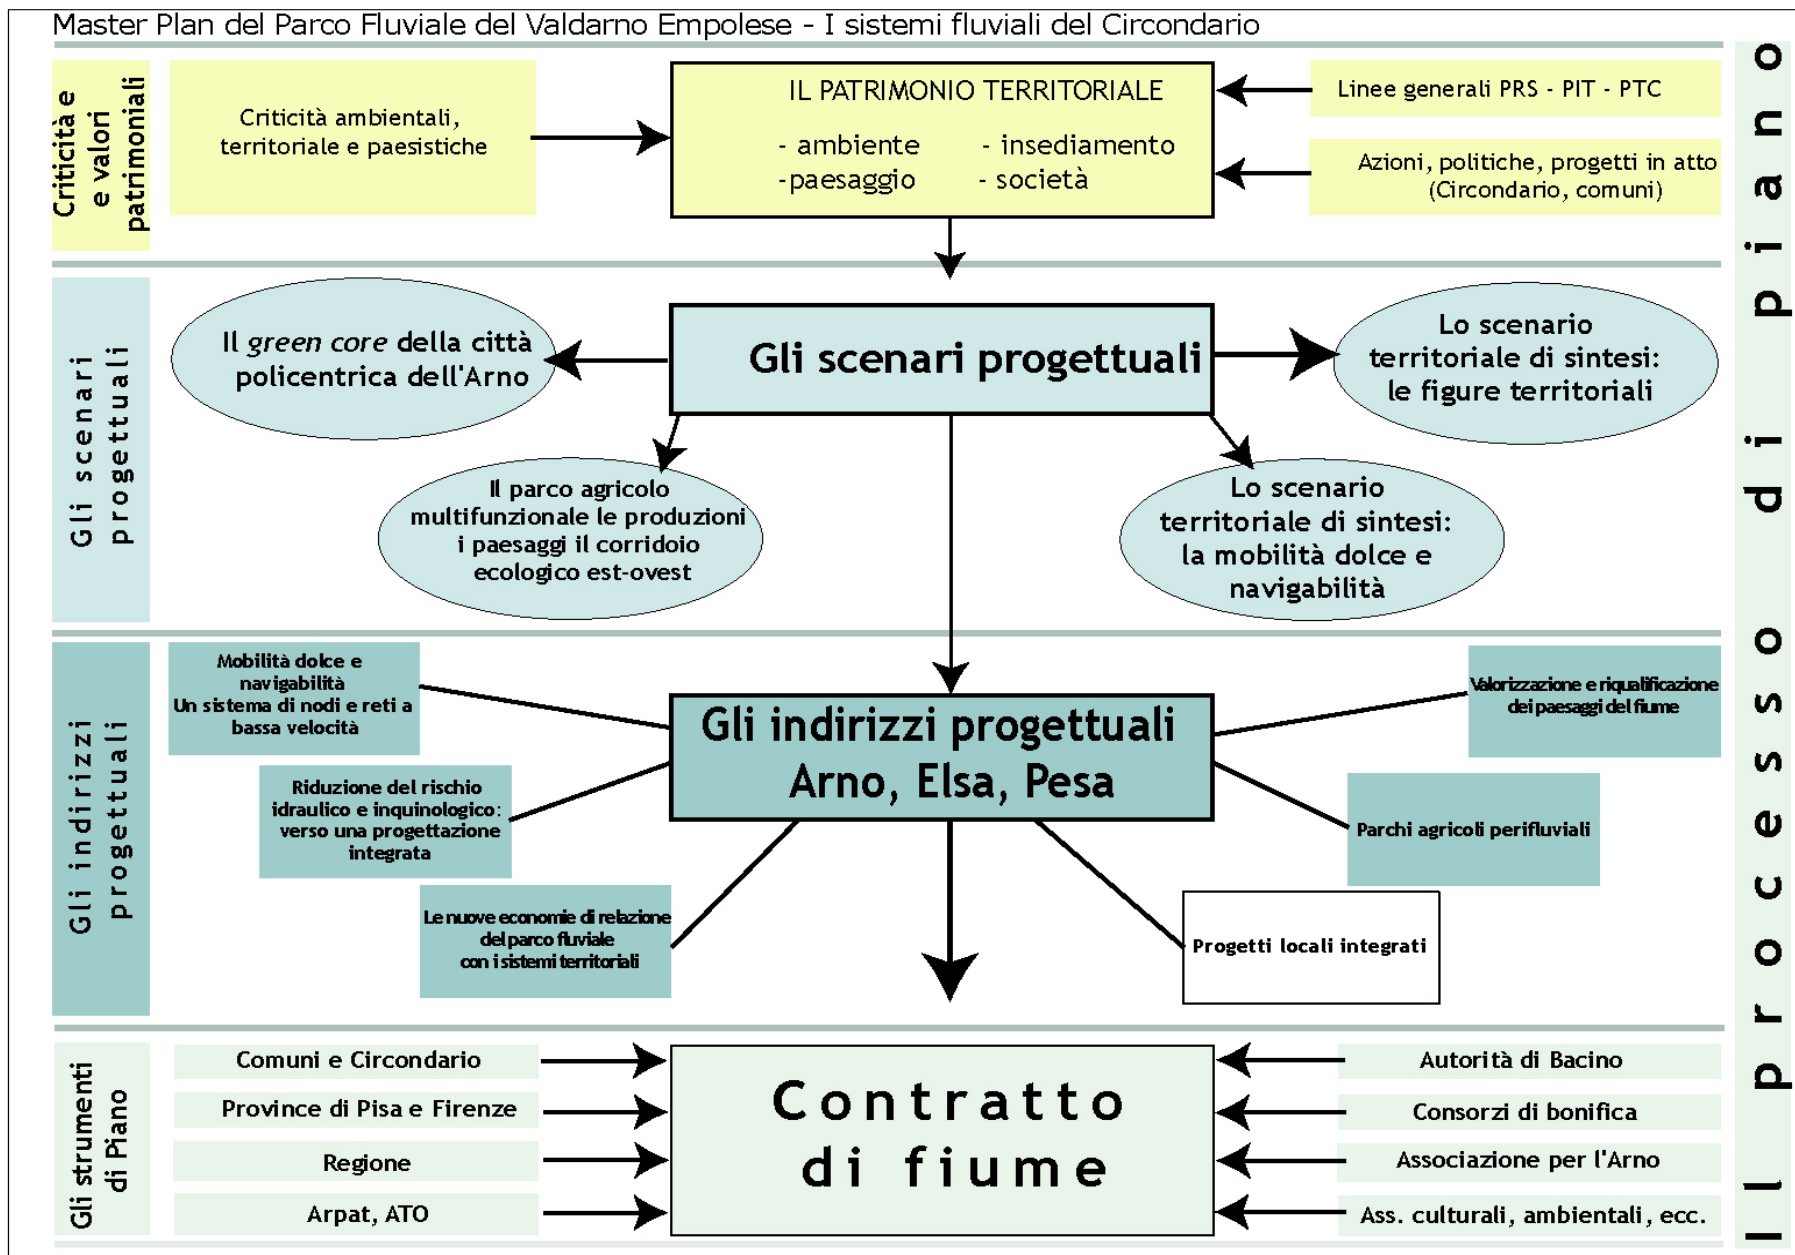 Master Plan del Parco Fluviale del Valdarno Empolese - I sistemi fluviali del Circondario
Criticità e
e valori
patrimoniali
Criticità ambientali,
territoriale e paesistiche
IL PATRIMONIO TERRITORIALE
- ambiente
- insediamento
-paesaggio
- società
Linee generali PRS - PIT - PTC
Azioni, politiche, progetti in atto
(Circondario, comuni)
Gli scenari
progettuali
Il green core della città
policentrica dell'Arno
Gli scenari progettuali
Lo scenario
territoriale di sintesi:
le figure territoriali
Il parco agricolo
multifunzionale le produzioni
i paesaggi il corridoio
ecologico est-ovest
Lo scenario
territoriale di sintesi:
la mobilità dolce e
navigabilità
Gli indirizzi
progettuali
Mobilità dolce e
navigabilità
Un sistema di nodi e reti a
bassa velocità
Riduzione del rischio
idraulico e inquinologico:
verso una progettazione
integrata
Le nuove economie di relazione
del parco fluviale
con i sistemi territoriali
Gli indirizzi progettuali
Arno, Elsa, Pesa
Valorizzazione e riqualificazione
dei paesaggi del fiume
Parchi agricoli perifluviali
Progetti locali integrati
Gli strumenti
di Piano
Comuni e Circondario
Province di Pisa e Firenze
Regione
Arpat, ATO
Contratto
di fiume
Autorità di Bacino
Consorzi di bonifica
Associazione per l'Arno
Ass. culturali, ambientali, ecc.
Il processo di piano